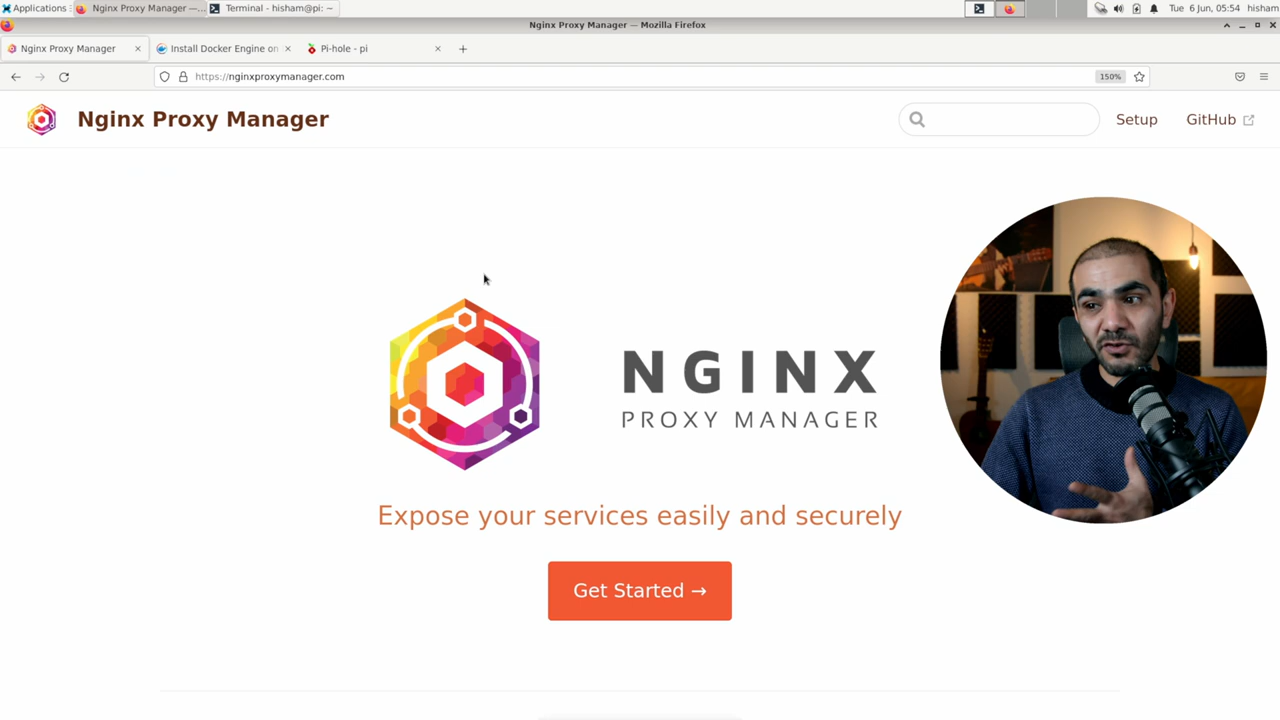 Applications
Nginx Proxy Manager —...
Terminal - hisham@pi: ~
Tue 6 Jun, 05:54 hisham
Nginx Proxy Manager — Mozilla Firefox
Nginx Proxy Manager
Install Docker Engine on
Pi-hole - pi
https://nginxproxymanager.com
150%
Nginx Proxy Manager
Setup
GitHub
NGINX
PROXY MANAGER
Expose your services easily and securely
Get Started →